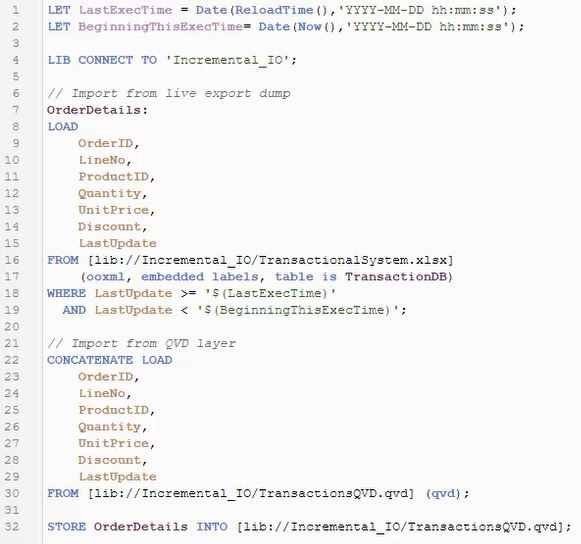 1 LET LastExecTime = Date(ReloadTime(),'YYYY-MM-DD hh:mm:ss');
2 LET BeginningThisExecTime= Date(Now(),'YYYY-MM-DD hh:mm:ss');
3
4 LIB CONNECT TO 'Incremental_IO';
5
6 // Import from live export dump
7 OrderDetails:
8 LOAD
9 OrderID,
10 LineNo,
11 ProductID,
12 Quantity,
13 UnitPrice,
14 Discount,
15 LastUpdate
16 FROM [lib://Incremental_IO/TransactionalSystem.xlsx]
17 (ooxml, embedded labels, table is TransactionDB)
18 WHERE LastUpdate >= '$(LastExecTime)'
19 AND LastUpdate < '$(BeginningThisExecTime)';
20
21 // Import from QVD layer
22 CONCATENATE LOAD
23 OrderID,
24 LineNo,
25 ProductID,
26 Quantity,
27 UnitPrice,
28 Discount,
29 LastUpdate
30 FROM [lib://Incremental_IO/TransactionsQVD.qvd] (qvd);
31
32 STORE OrderDetails INTO [lib://Incremental_IO/TransactionsQVD.qvd];